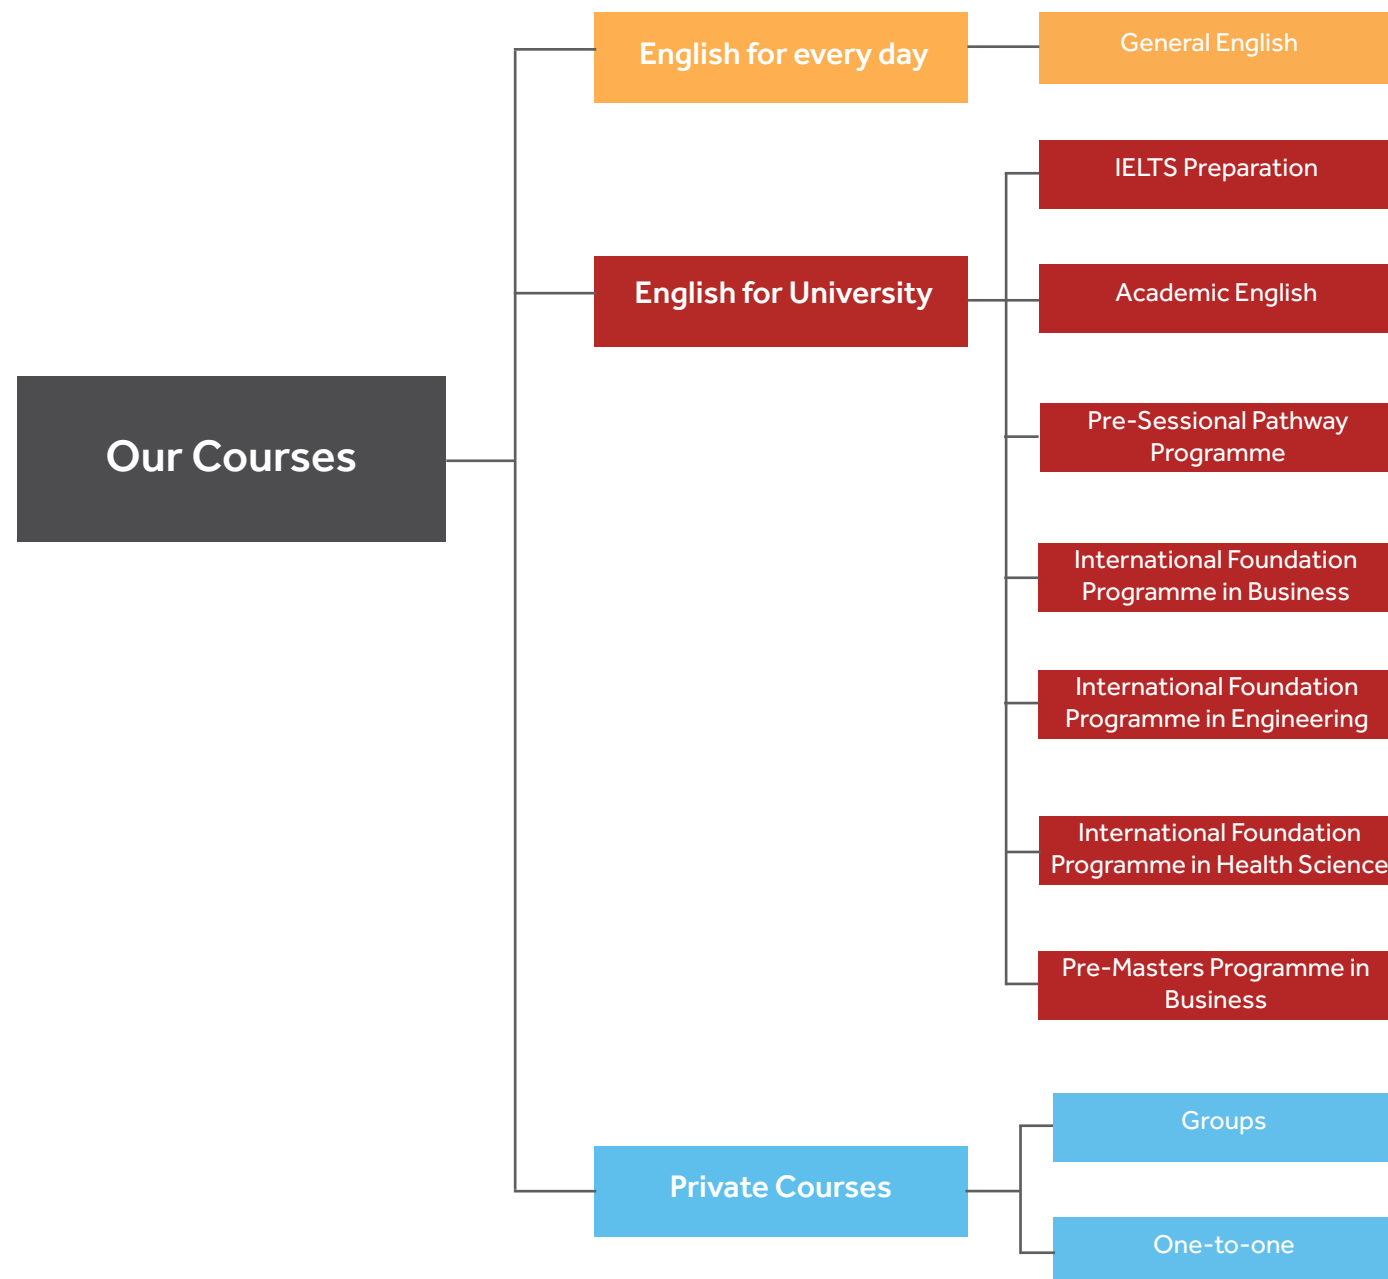 Our Courses
English for every day
General English
English for University
IELTS Preparation
Academic English
Pre-Sessional Pathway
Programme
International Foundation
Programme in Business
International Foundation
Programme in Engineering
International Foundation
Programme in Health Science
Pre-Masters Programme in
Business
Private Courses
Groups
One-to-one